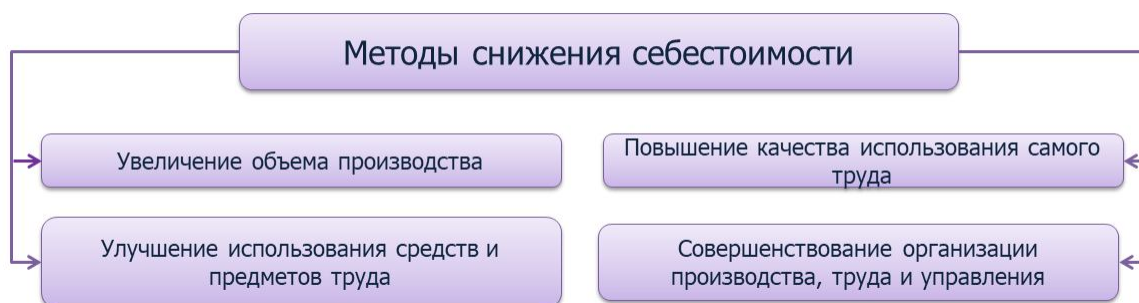 Методы снижения себестоимости
Увеличение объема производства
Повышение качества использования самого
труда
Улучшение использования средств и
предметов труда
Совершенствование организации
производства, труда и управления